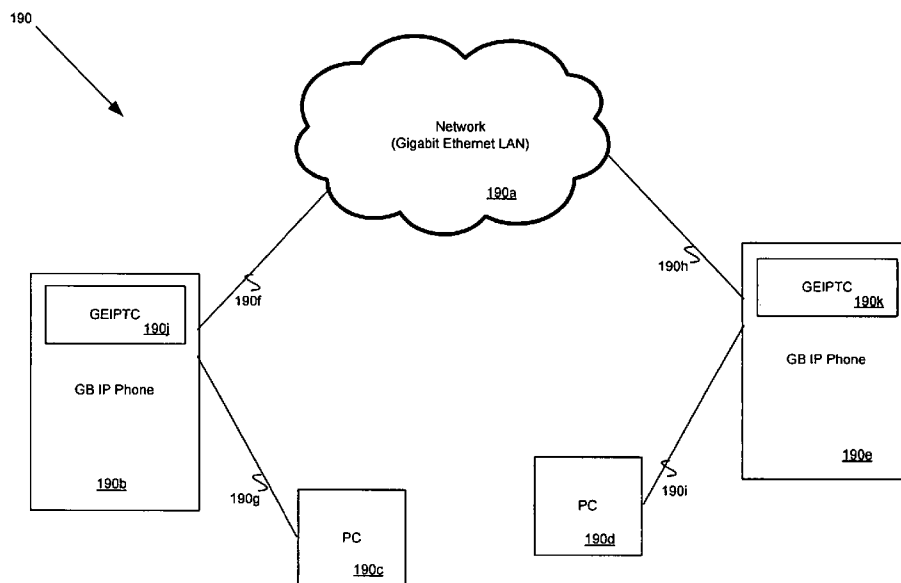 190
Network
(Gigabit Ethernet LAN)
190a
190f
190h
GEIPTC
190j
GB IP Phone
190b
GEIPTC
190k
GB IP Phone
190e
190g
190i
PC
190c
PC
190d